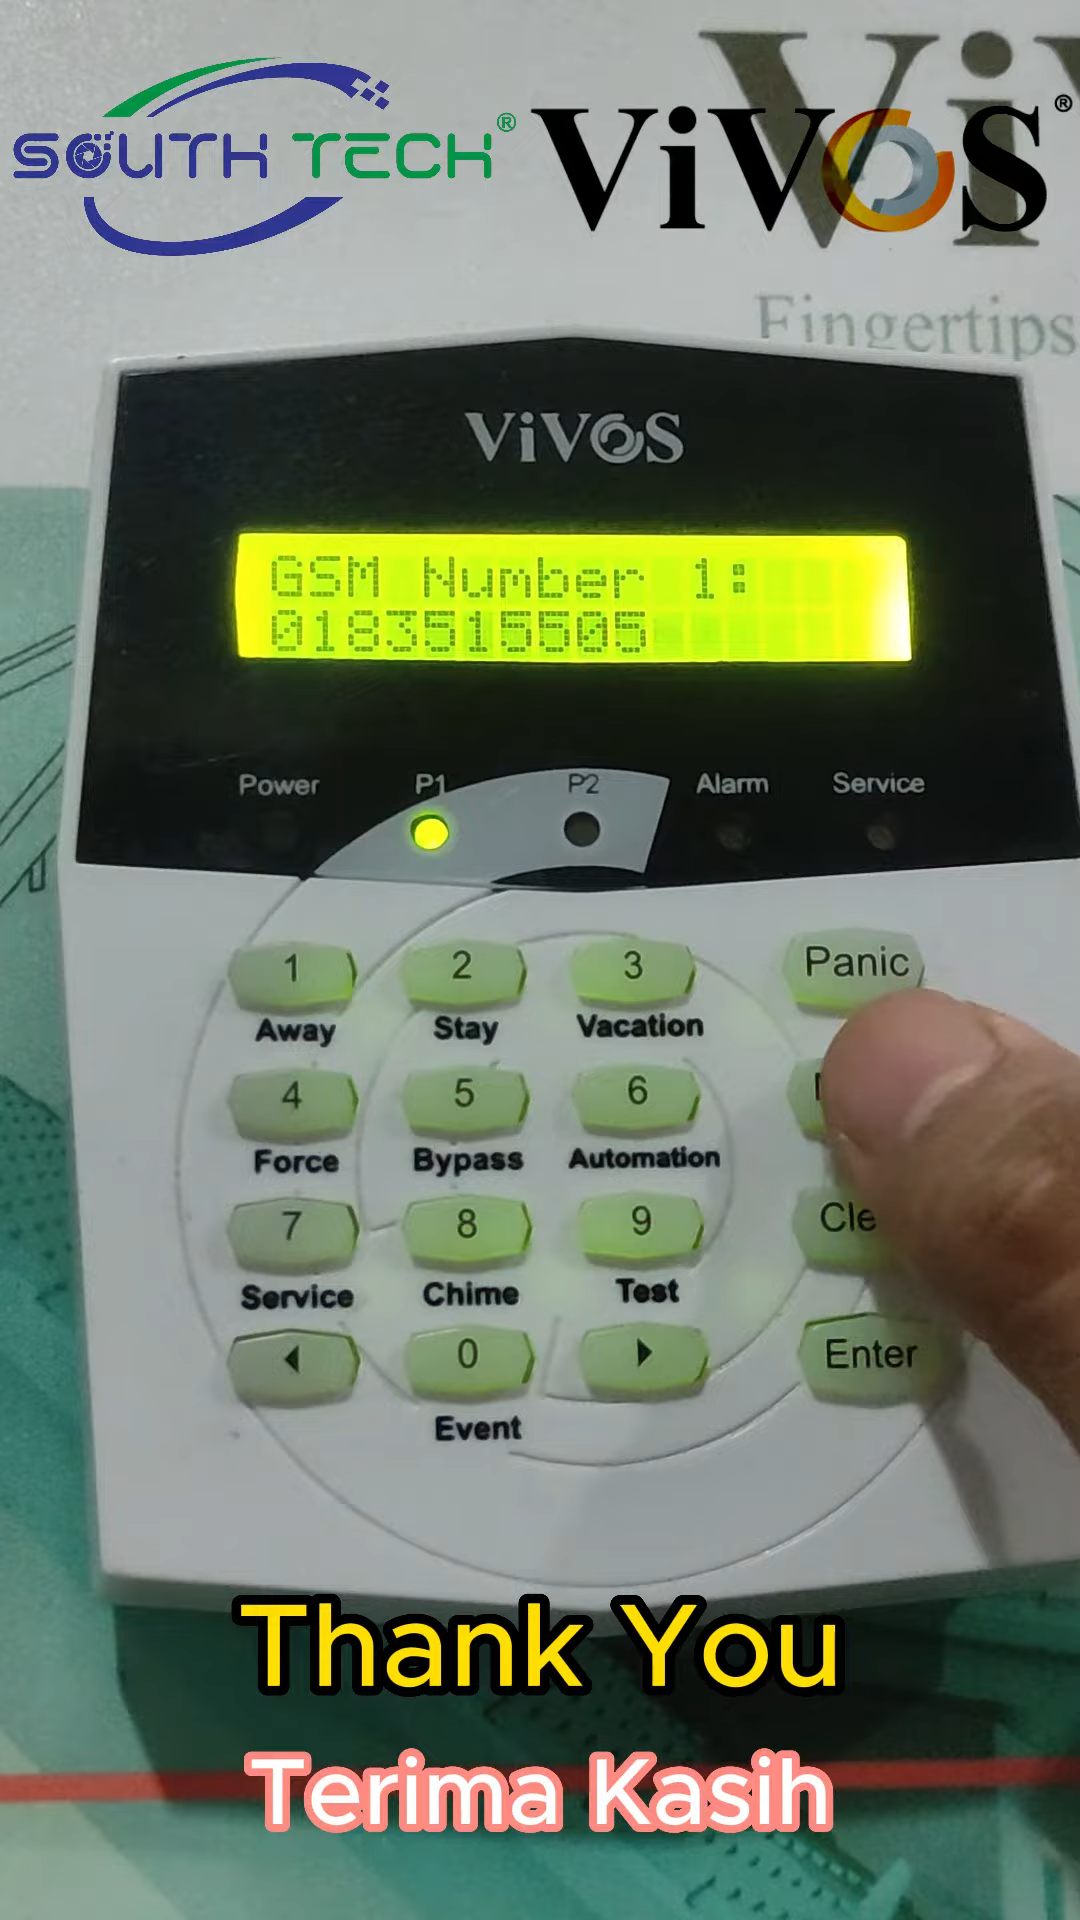 SOUTH TECH®
ViVOS®
ViV
Fingertips
ViVOS
GSM Number 1:
0183515505
Power P1 P2 Alarm Service
1 2 3 Panic
Away Stay Vacation
4 5 6
Force Bypass Automation
7 8 9 Cle
Service Chime Test
0 Enter
Event
Thank You
Terima Kasih